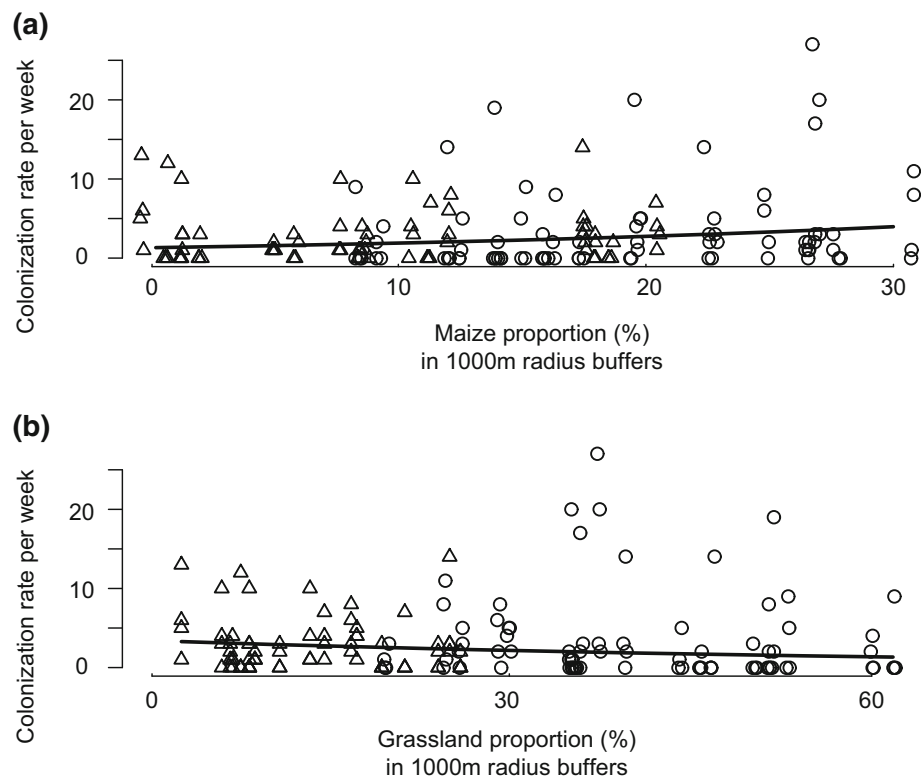 (a)
Colonization rate per week
20
10
0
0 10 20 30
Maize proportion (%)
in 1000m radius buffers
(b)
Colonization rate per week
20
10
0
0 30 60
Grassland proportion (%)
in 1000m radius buffers